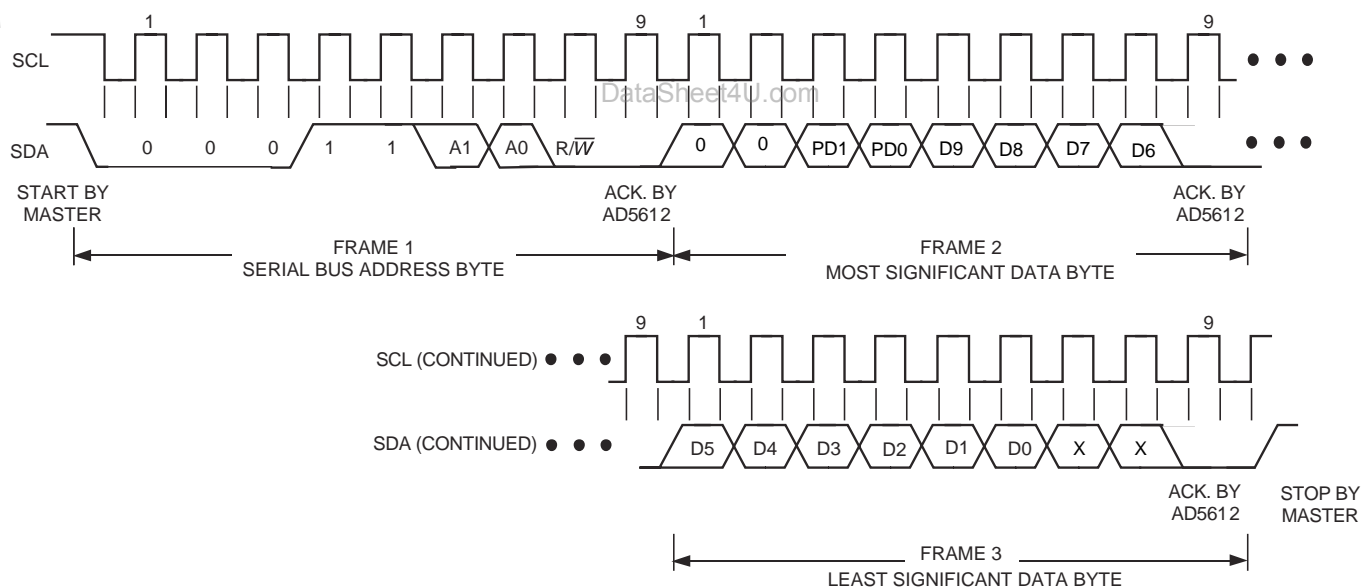 1 9 1 9
SCL
DataSheet4U.com
SDA 0 0 0 1 1 A1 A0 R/W̅ 0 0 PD1 PD0 D9 D8 D7 D6
START BY
MASTER
ACK. BY
AD5612
ACK. BY
AD5612
FRAME 1
SERIAL BUS ADDRESS BYTE
FRAME 2
MOST SIGNIFICANT DATA BYTE
9 1 9
SCL (CONTINUED)
SDA (CONTINUED) D5 D4 D3 D2 D1 D0 X X
ACK. BY
AD5612
STOP BY
MASTER
FRAME 3
LEAST SIGNIFICANT DATA BYTE